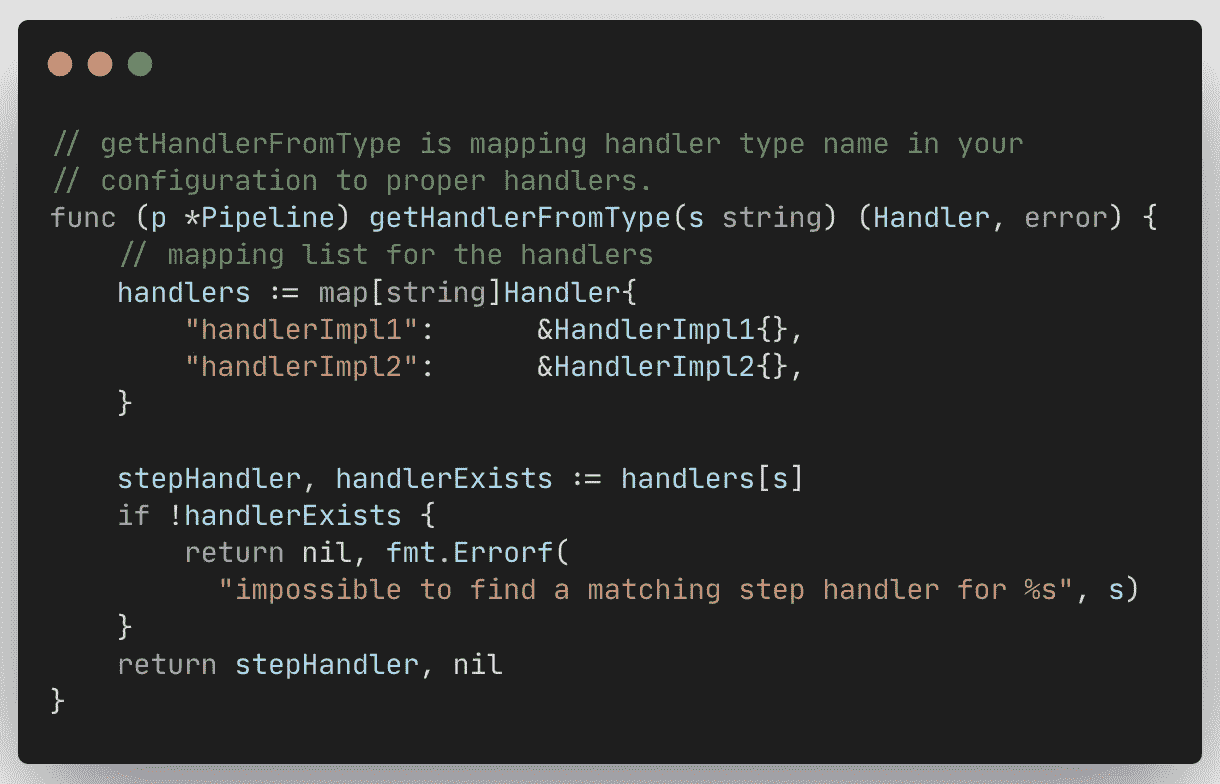 // getHandlerFromType is mapping handler type name in your
// configuration to proper handlers.
func (p *Pipeline) getHandlerFromType(s string) (Handler, error) {
    // mapping list for the handlers
    handlers := map[string]Handler{
        "handlerImpl1":      &HandlerImpl1{},
        "handlerImpl2":      &HandlerImpl2{},
    }

    stepHandler, handlerExists := handlers[s]
    if !handlerExists {
        return nil, fmt.Errorf(
          "impossible to find a matching step handler for %s", s)
    }
    return stepHandler, nil
}